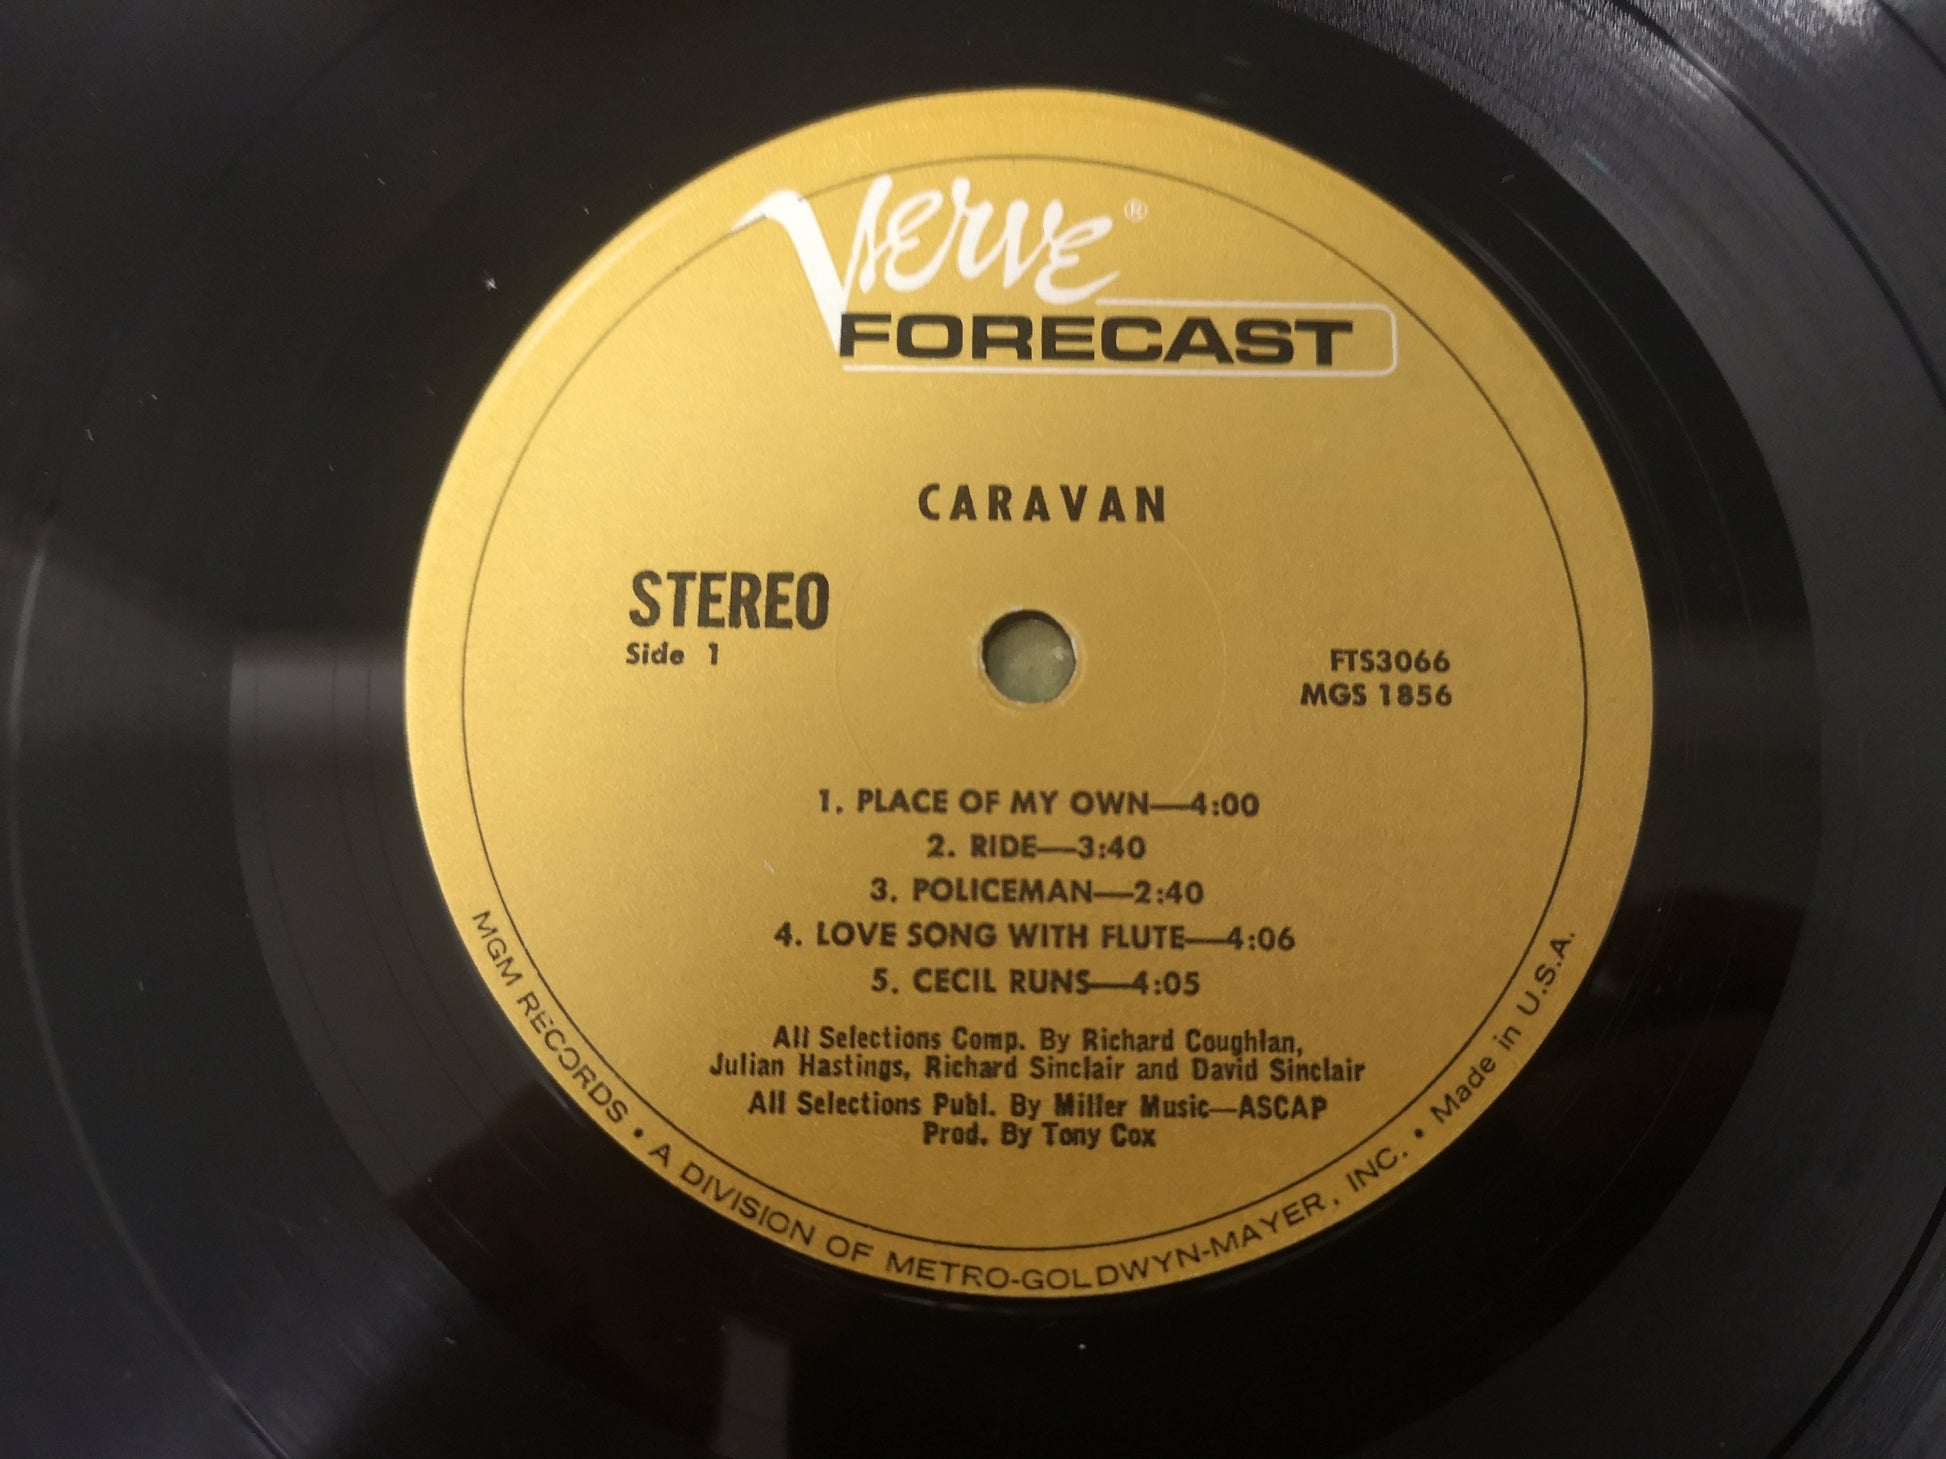 Verve®
FORECAST
CARAVAN
STEREO
Side 1
FTS3066
MGS 1856
1. PLACE OF MY OWN—4:00
2. RIDE—3:40
3. POLICEMAN—2:40
4. LOVE SONG WITH FLUTE—4:06
5. CECIL RUNS—4:05
All Selections Comp. By Richard Coughlan,
Julian Hastings, Richard Sinclair and David Sinclair
All Selections Publ. By Miller Music—ASCAP
Prod. By Tony Cox
MGM RECORDS • A DIVISION OF METRO-GOLDWYN-MAYER, INC. • Made in U.S.A.